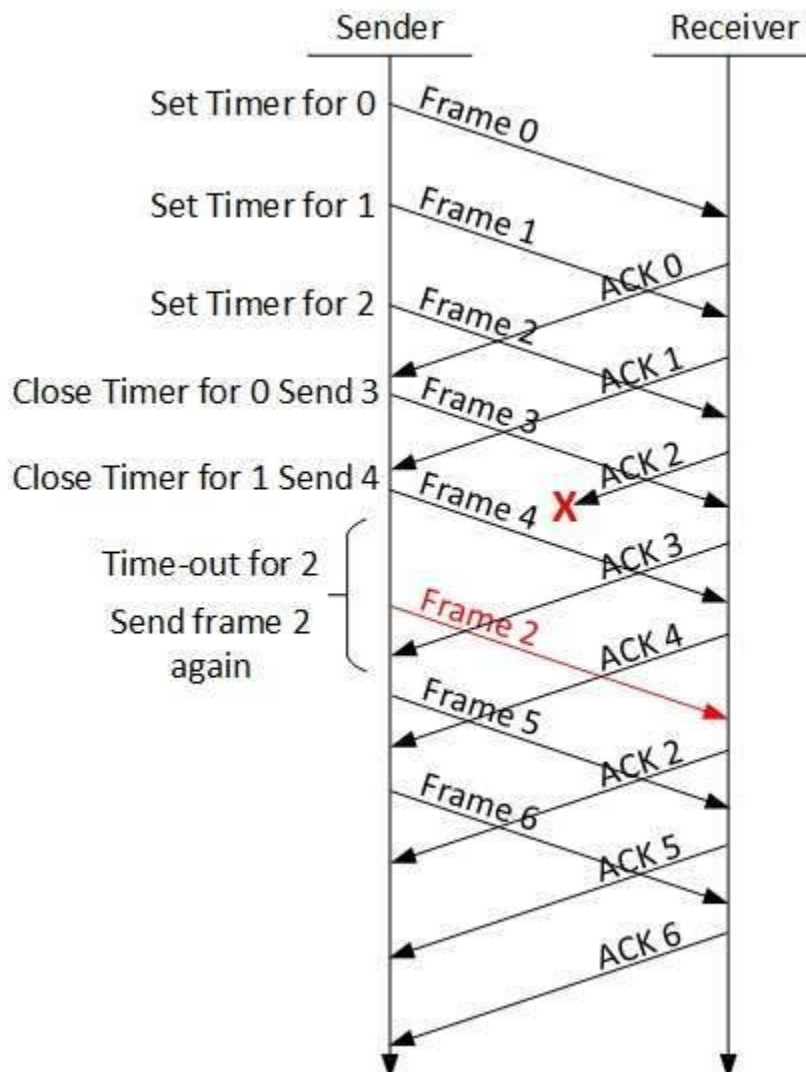 Sender
Receiver
Set Timer for 0
Frame 0
Set Timer for 1
Frame 1
ACK 0
Set Timer for 2
Frame 2
ACK 1
Close Timer for 0 Send 3
Frame 3
ACK 2
Close Timer for 1 Send 4
Frame 4
X
ACK 3
Time-out for 2
Send frame 2
again
Frame 2
ACK 4
Frame 5
ACK 2
Frame 6
ACK 5
ACK 6